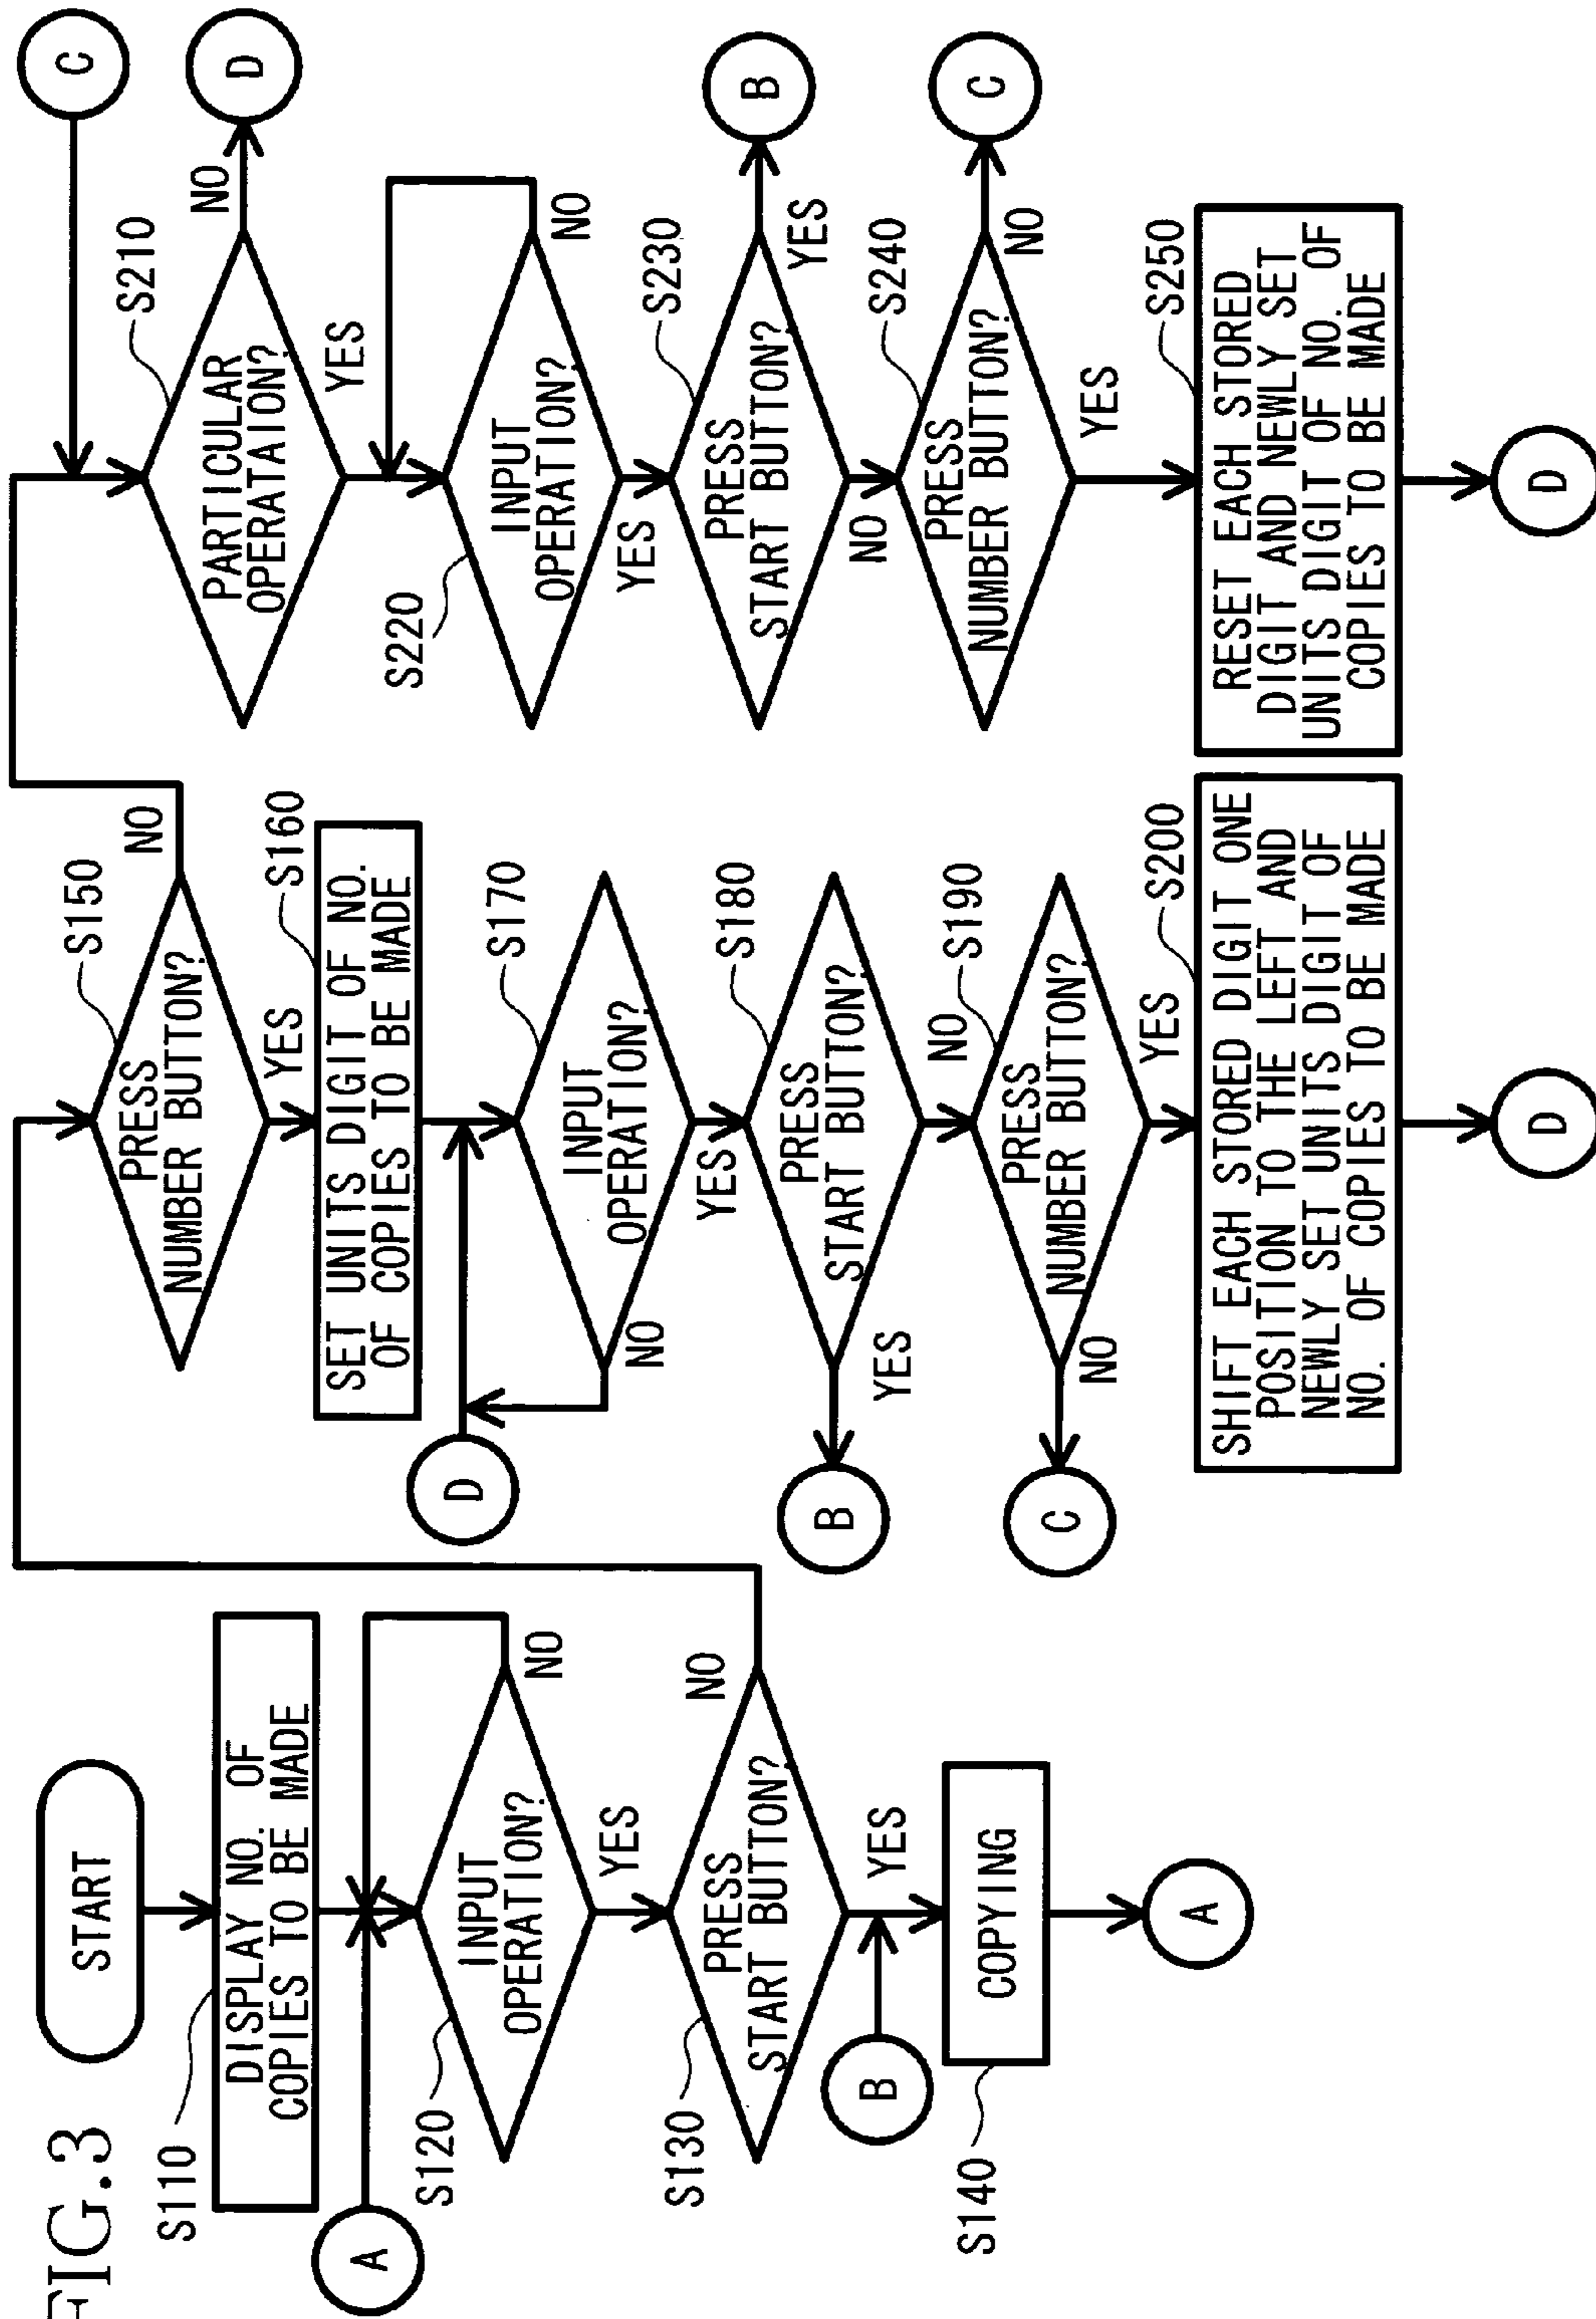 FIG.3
START
S110
DISPLAY NO. OF
COPIES TO BE MADE
A
S120
INPUT
OPERATION?
NO
YES
S130
PRESS
START BUTTON?
NO
YES
B
S140
COPYING
A
S150
PRESS
NUMBER BUTTON?
NO
YES
S160
SET UNITS DIGIT OF NO.
OF COPIES TO BE MADE
D
S170
INPUT
OPERATION?
NO
YES
S180
PRESS
START BUTTON?
YES
B
NO
S190
PRESS
NUMBER BUTTON?
NO
C
YES
S200
SHIFT EACH STORED DIGIT ONE
POSITION TO THE LEFT AND
NEWLY SET UNITS DIGIT OF
NO. OF COPIES TO BE MADE
D
C
S210
PARTICULAR
OPERATAION?
NO
D
YES
S220
INPUT
OPERATION?
NO
YES
S230
PRESS
START BUTTON?
YES
B
NO
S240
PRESS
NUMBER BUTTON?
NO
C
YES
S250
RESET EACH STORED
DIGIT AND NEWLY SET
UNITS DIGIT OF NO. OF
COPIES TO BE MADE
D